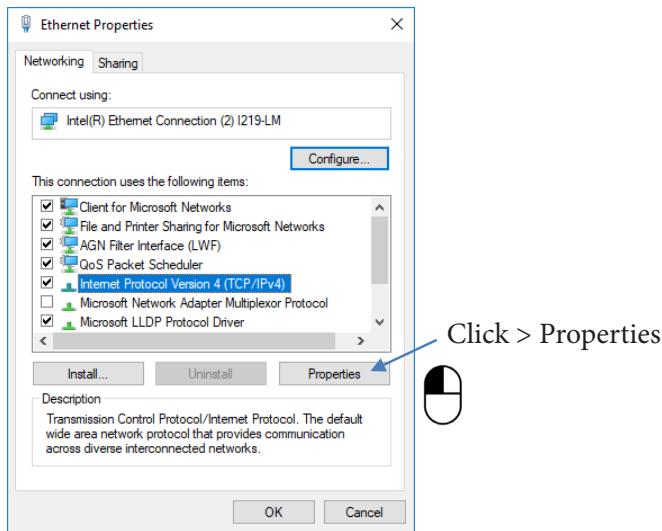 Ethernet Properties
Networking
Sharing
Connect using:
Intel(R) Ethernet Connection (2) I219-LM
Configure...
This connection uses the following items:
Client for Microsoft Networks
File and Printer Sharing for Microsoft Networks
AGN Filter Interface (LWF)
QoS Packet Scheduler
Internet Protocol Version 4 (TCP/IPv4)
Microsoft Network Adapter Multiplexor Protocol
Microsoft LLDP Protocol Driver
Click > Properties
Install...
Uninstall
Properties
Description
Transmission Control Protocol/Internet Protocol. The default
wide area network protocol that provides communication
across diverse interconnected networks.
OK
Cancel